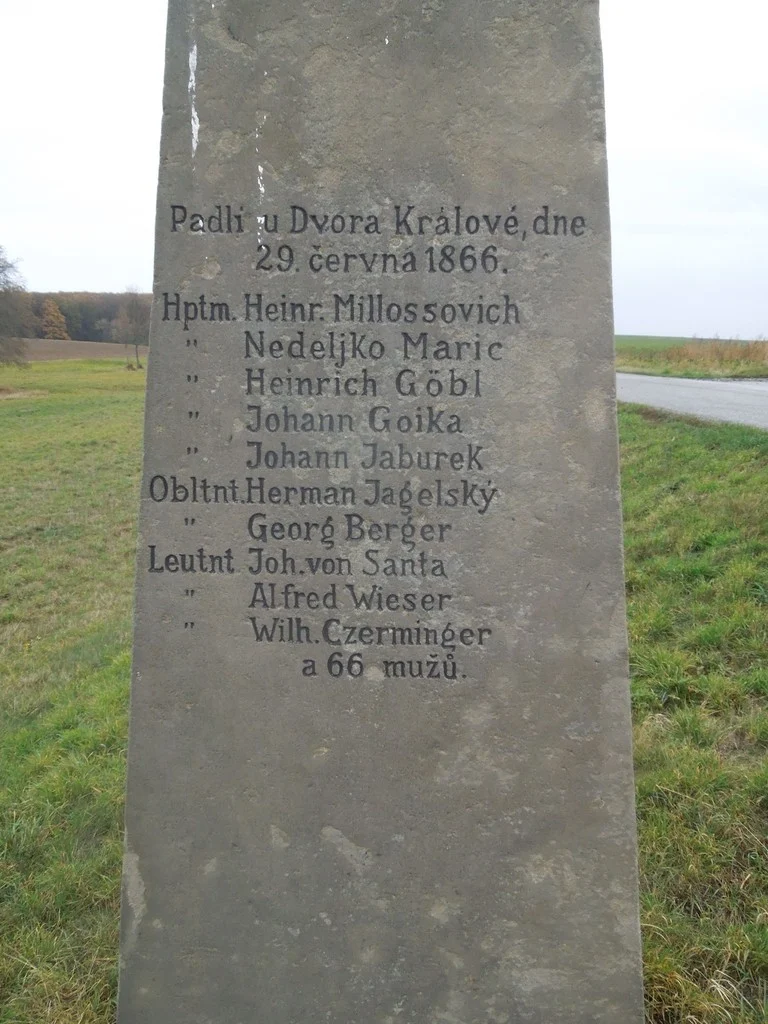 Padli u Dvora Králové, dne
29. června 1866.
Hptm. Heinr. Millossovich
" Nedeljko Maric
" Heinrich Göbl
" Johann Goika
" Johann Jaburek
Obltnt. Herman Jagelský
" Georg Berger
Leutnt Joh. von Santa
" Alfred Wieser
" Wilh. Czerminger
a 66 mužů.